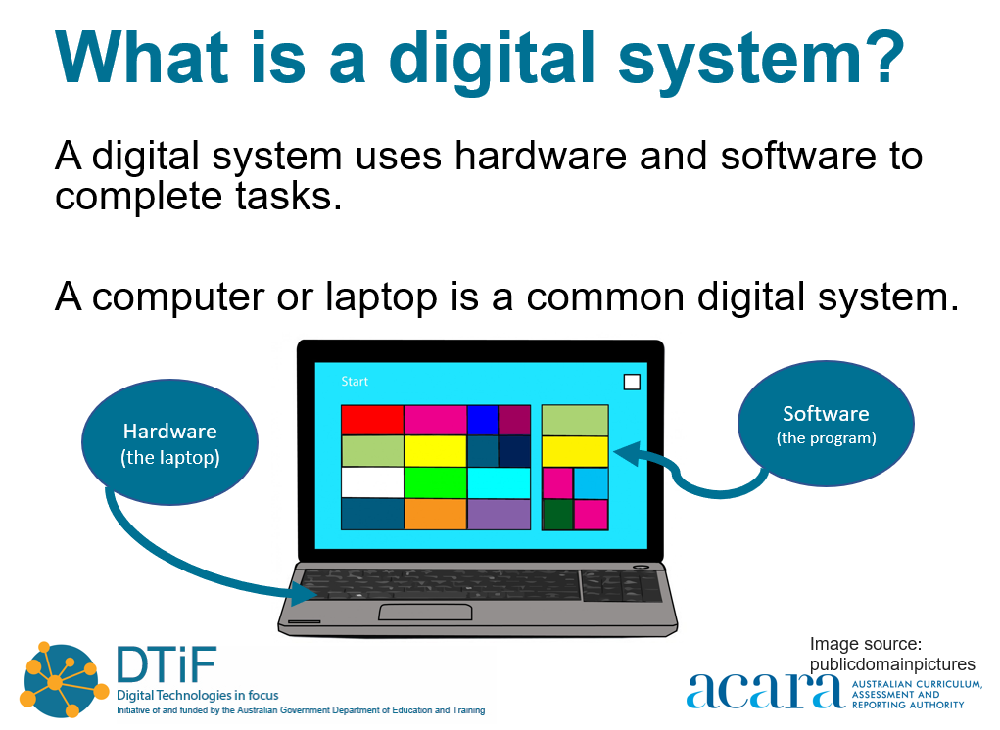 What is a digital system?
A digital system uses hardware and software to
complete tasks.
A computer or laptop is a common digital system.
Start
Hardware
(the laptop)
Software
(the program)
Image source:
publicdomainpictures
DTiF
Digital Technologies in focus
Initiative of and funded by the Australian Government Department of Education and Training
acara
AUSTRALIAN CURRICULUM,
ASSESSMENT AND
REPORTING AUTHORITY